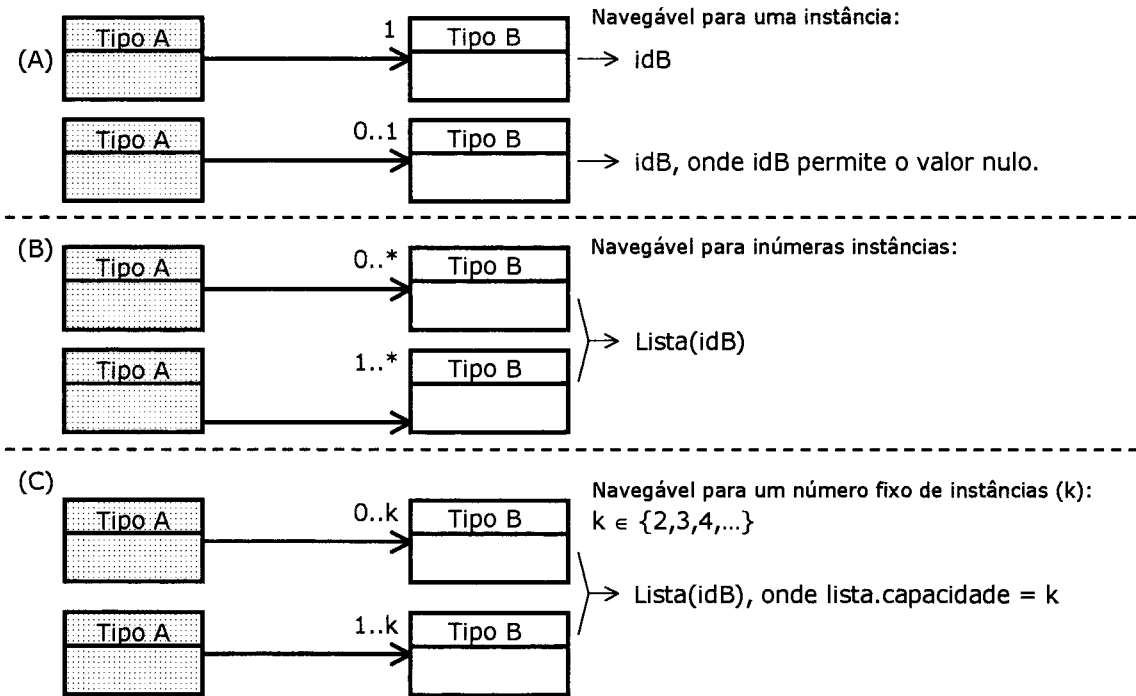 Navegável para uma instância:
(A) Tipo A 1 Tipo B idB
Tipo A 0..1 Tipo B idB, onde idB permite o valor nulo.
(B) Navegável para inúmeras instâncias:
Tipo A 0..* Tipo B
Lista(idB)
Tipo A 1..* Tipo B
(C) Navegável para um número fixo de instâncias (k):
k ∈ {2,3,4,...}
Tipo A 0..k Tipo B
Lista(idB), onde lista.capacidade = k
Tipo A 1..k Tipo B